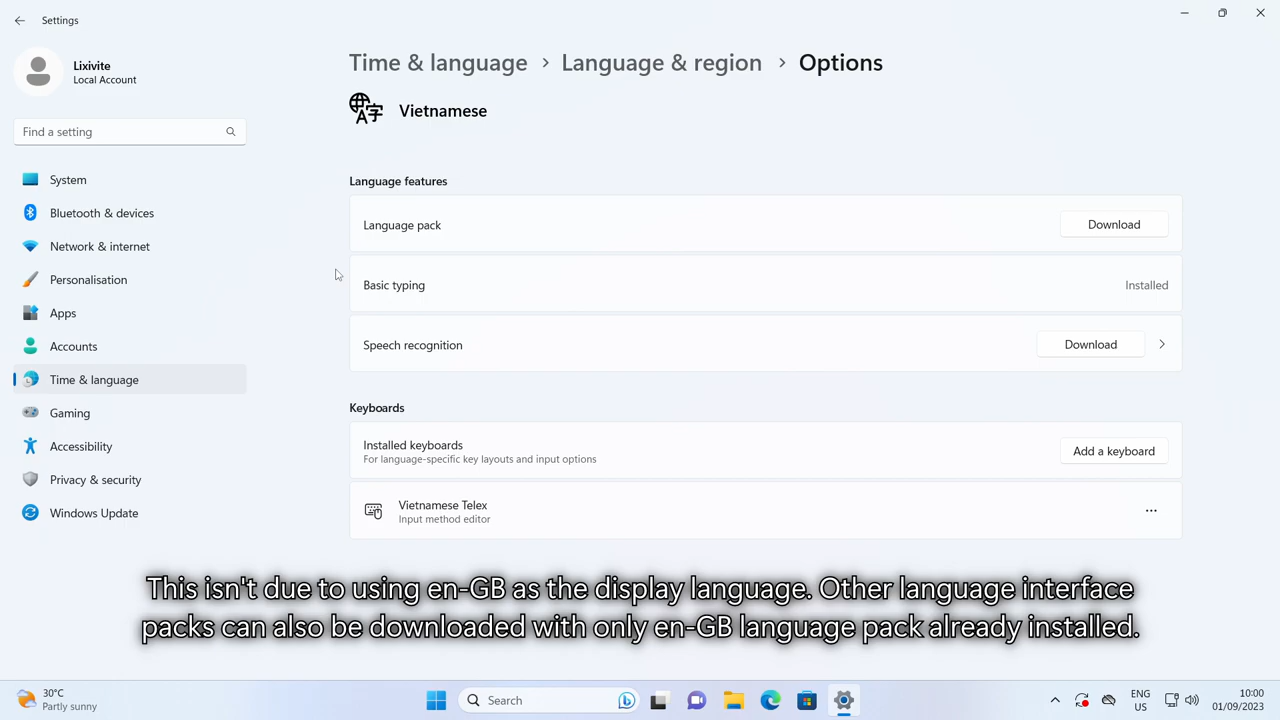 Settings
Lixivite
Local Account
Find a setting
System
Bluetooth & devices
Network & internet
Personalisation
Apps
Accounts
Time & language
Gaming
Accessibility
Privacy & security
Windows Update
Time & language › Language & region › Options
Vietnamese
Language features
Language pack
Download
Basic typing
Installed
Speech recognition
Download
Keyboards
Installed keyboards
For language-specific key layouts and input options
Add a keyboard
Vietnamese Telex
Input method editor
This isn't due to using en-GB as the display language. Other language interface
packs can also be downloaded with only en-GB language pack already installed.
30°C
Partly sunny
Search
ENG
US
10:00
01/09/2023